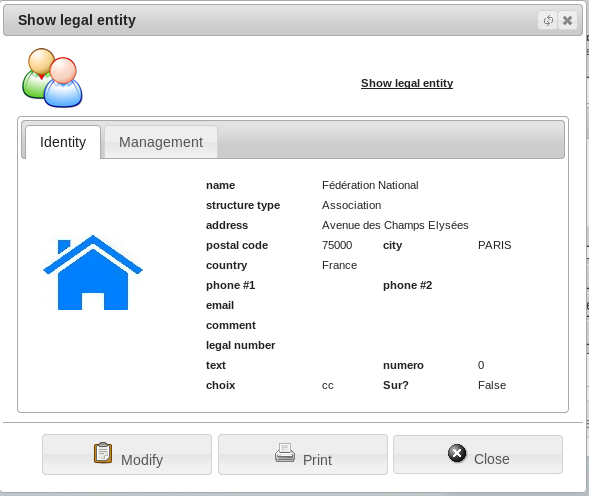 Show legal entity
Show legal entity
Identity Management
name Fédération National
structure type Association
address Avenue des Champs Elysées
postal code 75000 city PARIS
country France
phone #1 phone #2
email
comment
legal number
text numero 0
choix cc Sur? False
Modify Print Close